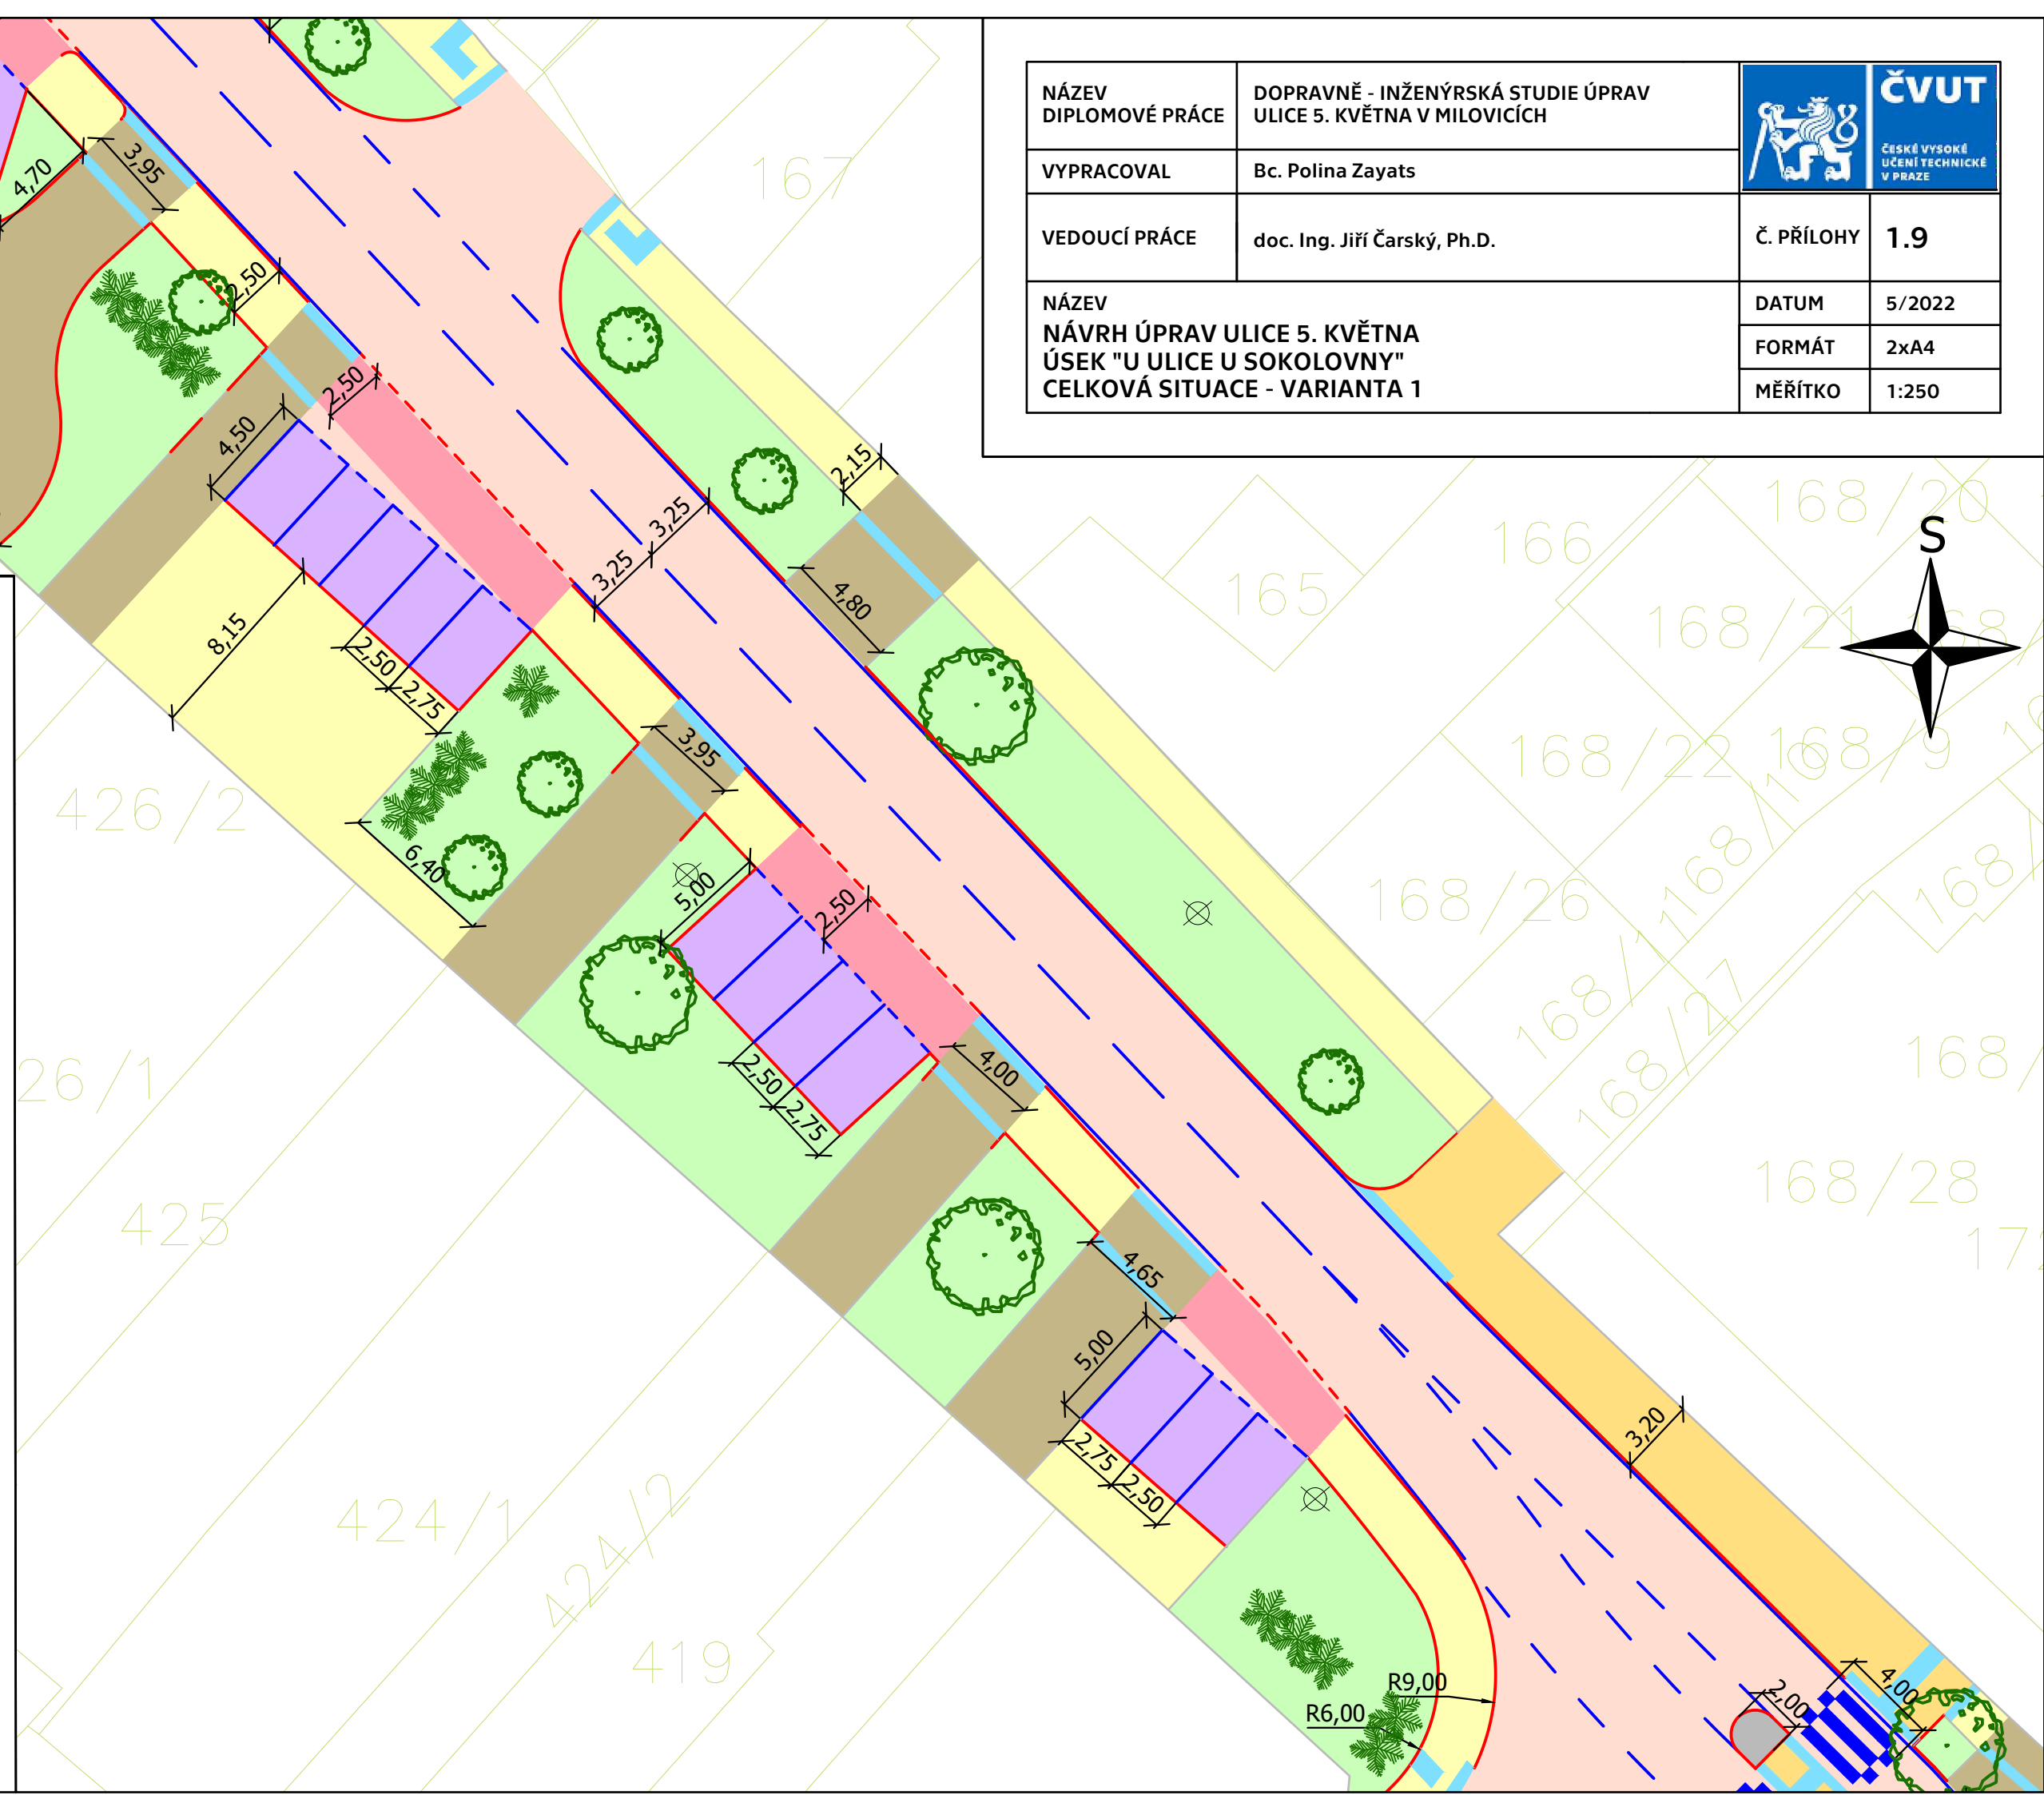 NÁZEV
DIPLOMOVÉ PRÁCE
DOPRAVNĚ - INŽENÝRSKÁ STUDIE ÚPRAV
ULICE 5. KVĚTNA V MILOVICÍCH
VYPRACOVAL
Bc. Polina Zayats
VEDOUCÍ PRÁCE
doc. Ing. Jiří Čarský, Ph.D.
ČVUT
ČESKÉ VYSOKÉ
UČENÍ TECHNICKÉ
V PRAZE
Č. PŘÍLOHY
1.9
NÁZEV
NÁVRH ÚPRAV ULICE 5. KVĚTNA
ÚSEK "U ULICE U SOKOLOVNY"
CELKOVÁ SITUACE - VARIANTA 1
DATUM
5/2022
FORMÁT
2xA4
MĚŘÍTKO
1:250
S
167
4,70
3,95
2,50
2,50
4,50
2,15
3,25
3,25
4,80
8,15
2,50
2,75
3,95
6,40
5,00
2,50
2,50
2,75
4,00
4,65
5,00
2,75
2,50
3,20
R9,00
R6,00
2,00
4,00
165
166
168/20
168/21
168/22
168/9
168/10
168/26
168/27
168/28
426/2
26/1
425
424/1
424/2
419